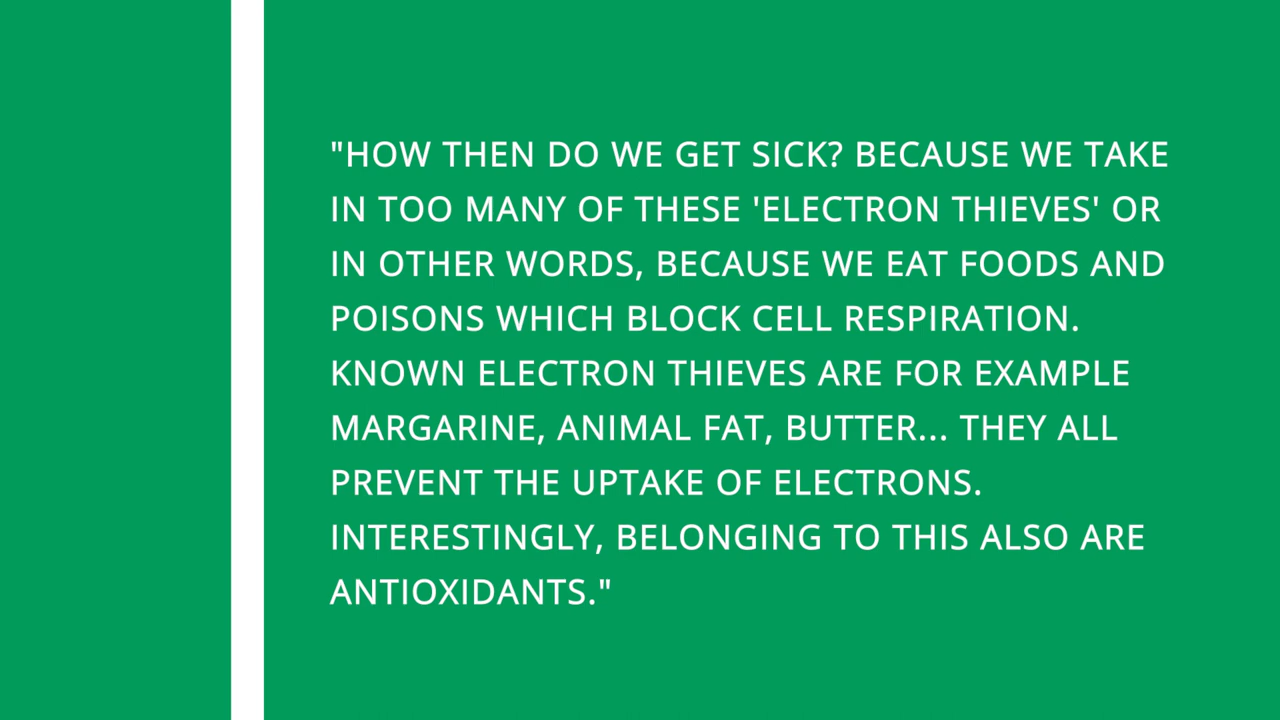 "HOW THEN DO WE GET SICK? BECAUSE WE TAKE
IN TOO MANY OF THESE 'ELECTRON THIEVES' OR
IN OTHER WORDS, BECAUSE WE EAT FOODS AND
POISONS WHICH BLOCK CELL RESPIRATION.
KNOWN ELECTRON THIEVES ARE FOR EXAMPLE
MARGARINE, ANIMAL FAT, BUTTER... THEY ALL
PREVENT THE UPTAKE OF ELECTRONS.
INTERESTINGLY, BELONGING TO THIS ALSO ARE
ANTIOXIDANTS."